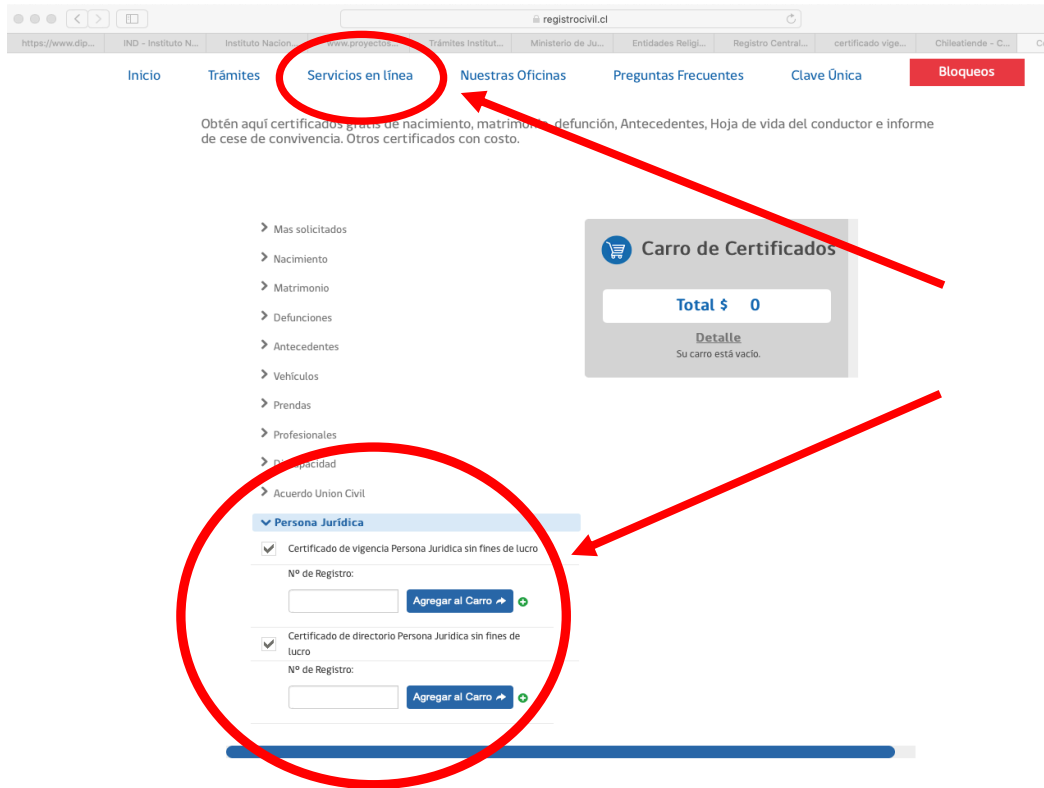 registrocivil.cl
https://www.dip...
IND – Instituto N...
Instituto Nacion...
www.proyectos...
Trámites Institut...
Ministerio de Ju...
Entidades Religi...
Registro Central...
certificado vige...
Chileatiende – C...
Inicio
Trámites
Servicios en línea
Nuestras Oficinas
Preguntas Frecuentes
Clave Única
Bloqueos
Obtén aquí certificados gratis de nacimiento, matrimonio, defunción, Antecedentes, Hoja de vida del conductor e informe
de cese de convivencia. Otros certificados con costo.
Mas solicitados
Nacimiento
Matrimonio
Defunciones
Antecedentes
Vehículos
Prendas
Profesionales
Discapacidad
Acuerdo Union Civil
Persona Jurídica
Certificado de vigencia Persona Juridica sin fines de lucro
Nº de Registro:
Agregar al Carro
Certificado de directorio Persona Juridica sin fines de
lucro
Nº de Registro:
Agregar al Carro
Carro de Certificados
Total $ 0
Detalle
Su carro está vacío.